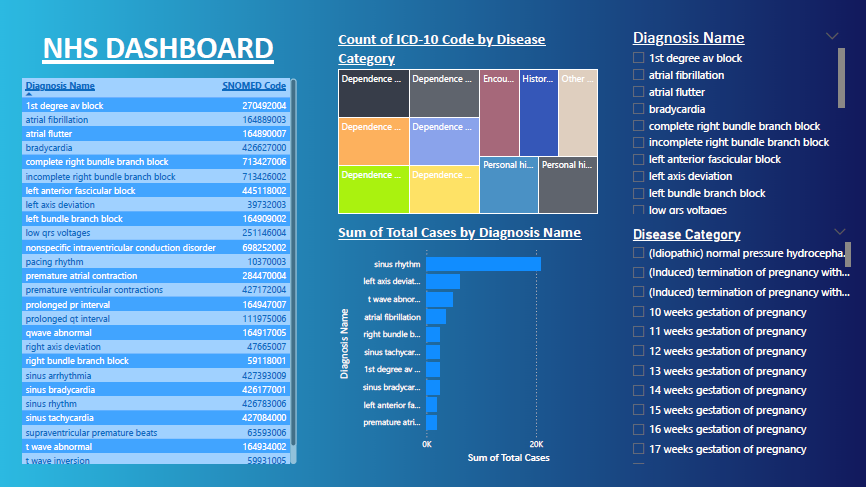 NHS DASHBOARD
Diagnosis Name SNOMED Code
1st degree av block 270492004
atrial fibrillation 164889003
atrial flutter 164890007
bradycardia 426627000
complete right bundle branch block 713427006
incomplete right bundle branch block 713426002
left anterior fascicular block 445118002
left axis deviation 39732003
left bundle branch block 164909002
low qrs voltages 251146004
nonspecific intraventricular conduction disorder 698252002
pacing rhythm 10370003
premature atrial contraction 284470004
premature ventricular contractions 427172004
prolonged pr interval 164947007
prolonged qt interval 111975006
qwave abnormal 164917005
right axis deviation 47665007
right bundle branch block 59118001
sinus arrhythmia 427393009
sinus bradycardia 426177001
sinus rhythm 426783006
sinus tachycardia 427084000
supraventricular premature beats 63593006
t wave abnormal 164934002
t wave inversion 59931005
Count of ICD-10 Code by Disease
Category
Dependence ... Dependence ... Encou... Histor... Other ...
Dependence ... Dependence ...
Dependence ... Dependence ...
Personal hi... Personal hi...
Sum of Total Cases by Diagnosis Name
Diagnosis Name
sinus rhythm
left axis deviat...
t wave abnor...
atrial fibrillation
right bundle b...
sinus tachycar...
1st degree av ...
sinus bradycar...
left anterior fa...
premature atri...
0K 20K
Sum of Total Cases
Diagnosis Name
1st degree av block
atrial fibrillation
atrial flutter
bradycardia
complete right bundle branch block
incomplete right bundle branch block
left anterior fascicular block
left axis deviation
left bundle branch block
low qrs voltages
Disease Category
(Idiopathic) normal pressure hydrocepha...
(Induced) termination of pregnancy with...
(Induced) termination of pregnancy with...
10 weeks gestation of pregnancy
11 weeks gestation of pregnancy
12 weeks gestation of pregnancy
13 weeks gestation of pregnancy
14 weeks gestation of pregnancy
15 weeks gestation of pregnancy
16 weeks gestation of pregnancy
17 weeks gestation of pregnancy